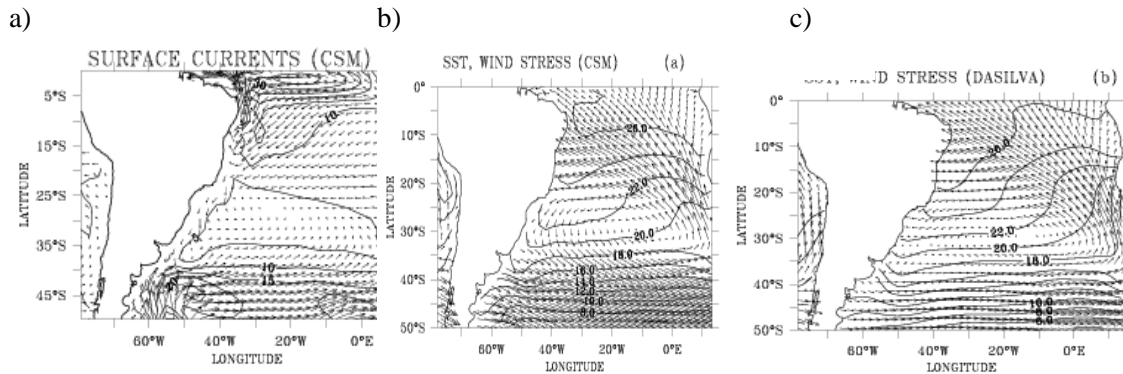 a)
b)
c)
SURFACE CURRENTS (CSM)
5°S
15°S
25°S
35°S
45°S
LATITUDE
60°W
40°W
20°W
0°E
LONGITUDE
10
10
15
SST, WIND STRESS (CSM) (a)
0°
10°S
20°S
30°S
40°S
50°S
LATITUDE
60°W
40°W
20°W
0°E
LONGITUDE
26.0
22.0
20.0
18.0
16.0
14.0
12.0
10.0
8.0
SST, WIND STRESS (DASILVA) (b)
0°
10°S
20°S
30°S
40°S
50°S
LATITUDE
60°W
40°W
20°W
0°E
LONGITUDE
26.0
22.0
20.0
18.0
10.0
8.0
6.0